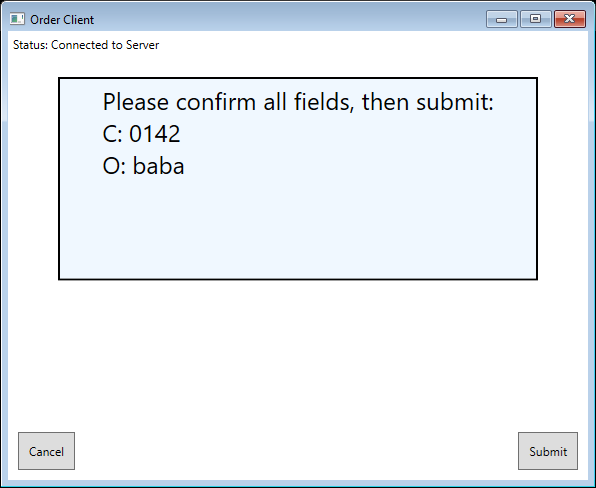 Order Client
Status: Connected to Server
Please confirm all fields, then submit:
C: 0142
O: baba
Cancel
Submit